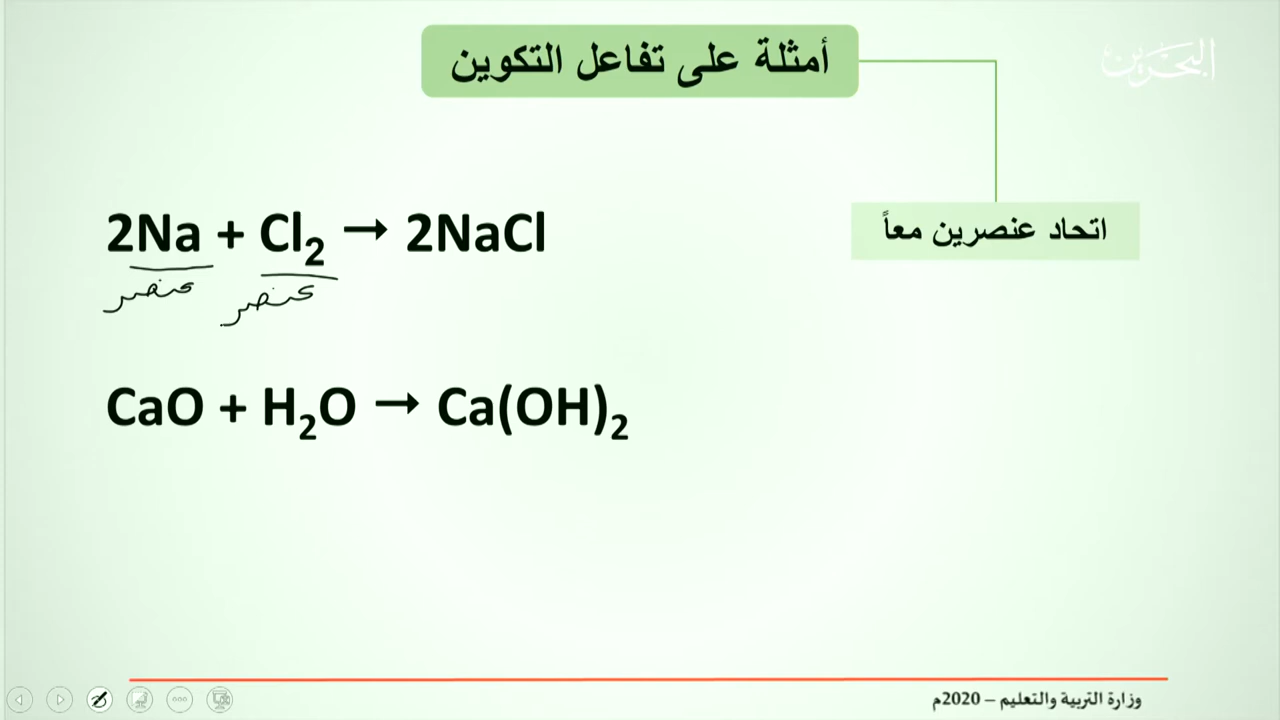 أمثلة على تفاعل التكوين
البحرين
اتحاد عنصرين معاً
2Na + Cl₂ → 2NaCl
عنصر عنصر
CaO + H₂O → Ca(OH)₂
وزارة التربية والتعليم – 2020م